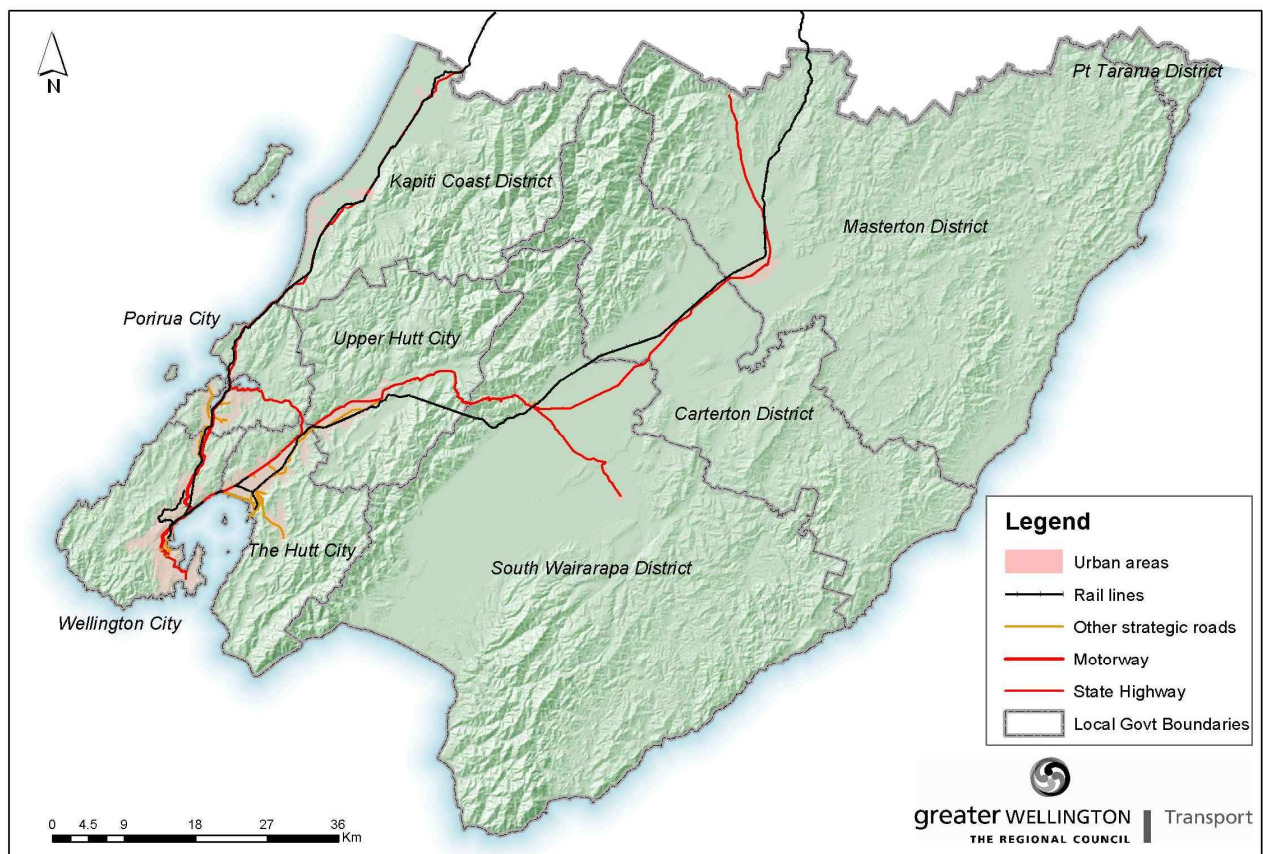 N
Pt Tararua District
Kapiti Coast District
Masterton District
Porirua City
Upper Hutt City
Carterton District
The Hutt City
South Wairarapa District
Wellington City
Legend
Urban areas
Rail lines
Other strategic roads
Motorway
State Highway
Local Govt Boundaries
0 4.5 9 18 27 36
Km
greater WELLINGTON
THE REGIONAL COUNCIL
Transport